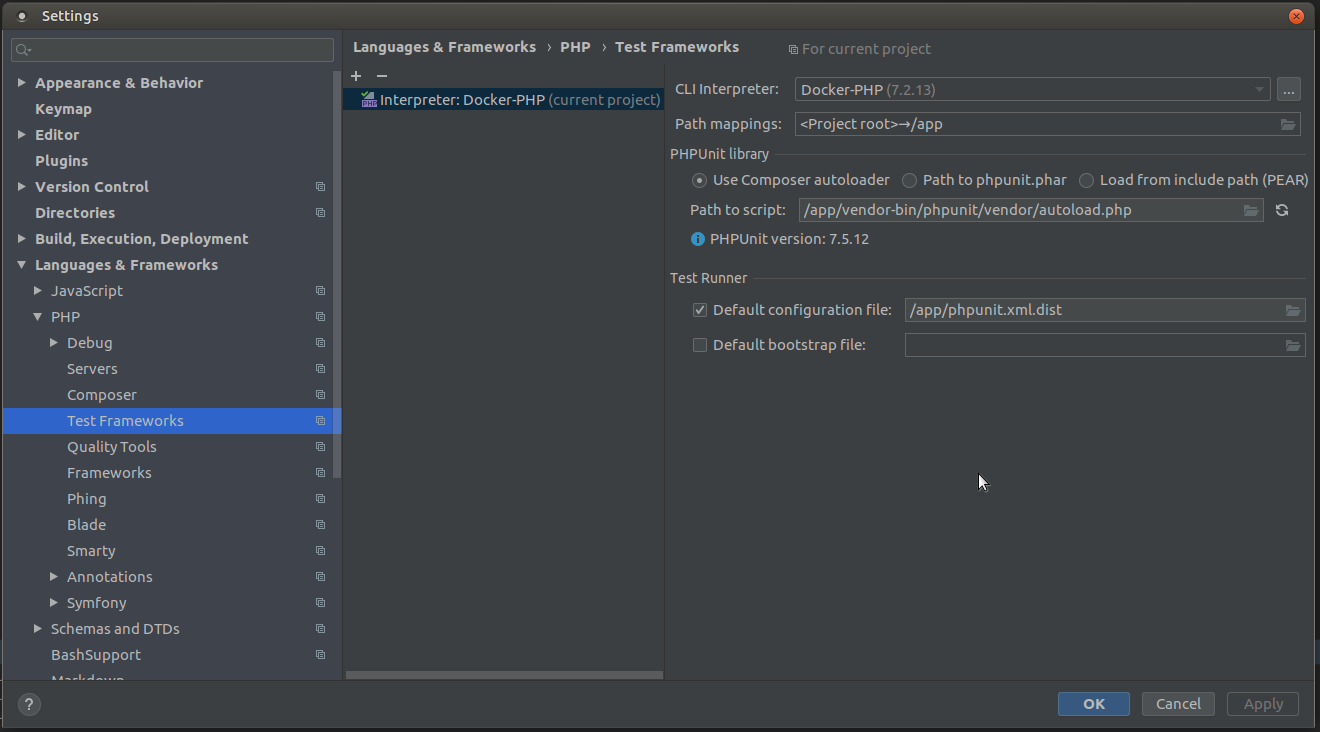 Settings
Appearance & Behavior
Keymap
Editor
Plugins
Version Control
Directories
Build, Execution, Deployment
Languages & Frameworks
JavaScript
PHP
Debug
Servers
Composer
Test Frameworks
Quality Tools
Frameworks
Phing
Blade
Smarty
Annotations
Symfony
Schemas and DTDs
BashSupport
Markdown
Languages & Frameworks › PHP › Test Frameworks For current project
Interpreter: Docker-PHP (current project)
CLI Interpreter: Docker-PHP (7.2.13) ...
Path mappings: <Project root>→/app
PHPUnit library
Use Composer autoloader Path to phpunit.phar Load from include path (PEAR)
Path to script: /app/vendor-bin/phpunit/vendor/autoload.php
PHPUnit version: 7.5.12
Test Runner
Default configuration file: /app/phpunit.xml.dist
Default bootstrap file:
? OK Cancel Apply